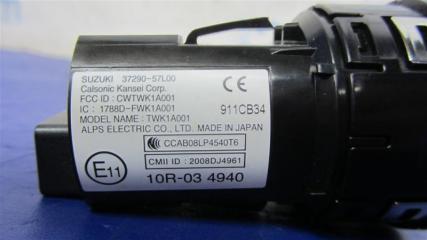 SUZUKI 37290-57L00
Calsonic Kansei Corp.
FCC ID : CWTWK1A001
IC : 1788D-FWK1A001
MODEL NAME : TWK1A001
ALPS ELECTRIC CO., LTD. MADE IN JAPAN
CE
911CB34
CCAB08LP4540T6
CMII ID : 2008DJ4961
E11
10R-03 4940